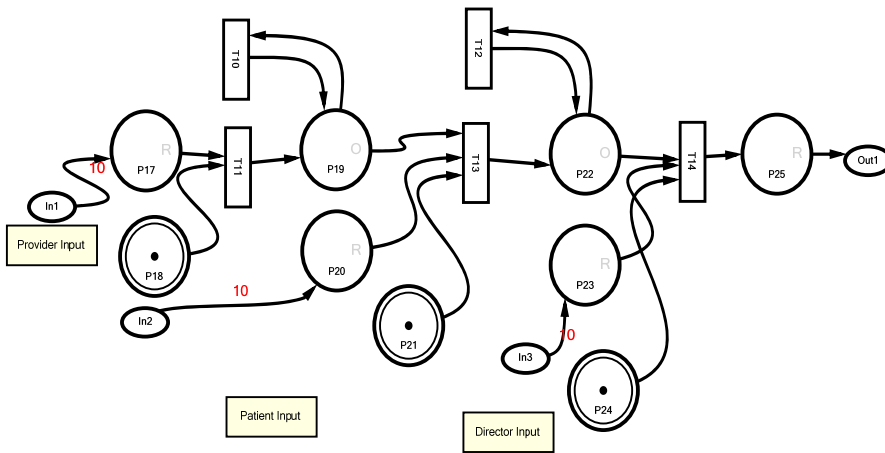 T10
T12
R
P17
T11
O
P19
T13
O
P22
T14
R
P25
Out1
10
In1
Provider Input
P18
R
P20
R
P23
10
In2
P21
10
In3
P24
Patient Input
Director Input